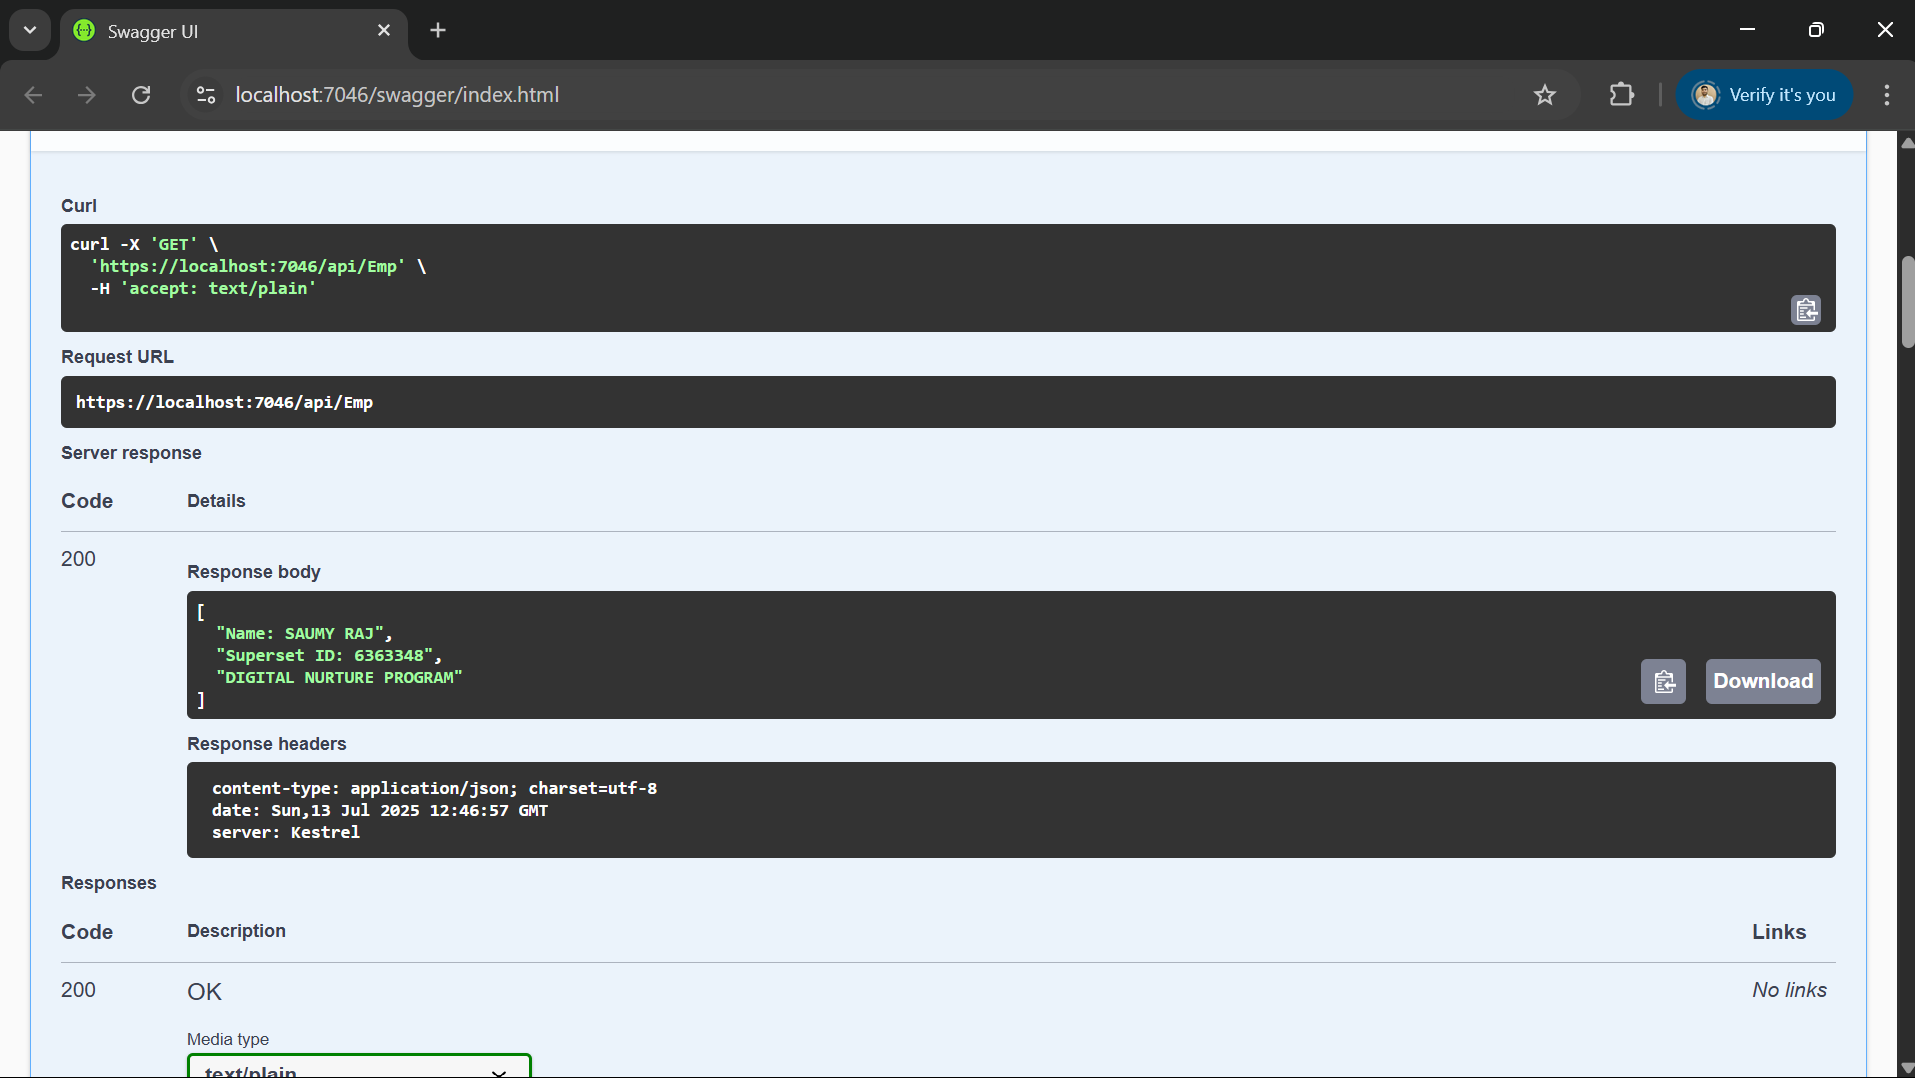 Swagger UI
localhost:7046/swagger/index.html
Verify it's you
Curl
curl -X 'GET' \
'https://localhost:7046/api/Emp' \
-H 'accept: text/plain'
Request URL
https://localhost:7046/api/Emp
Server response
Code Details
200
Response body
[
"Name: SAUMY RAJ",
"Superset ID: 6363348",
"DIGITAL NURTURE PROGRAM"
]
Download
Response headers
content-type: application/json; charset=utf-8
date: Sun,13 Jul 2025 12:46:57 GMT
server: Kestrel
Responses
Code Description Links
200 OK No links
Media type
text/plain